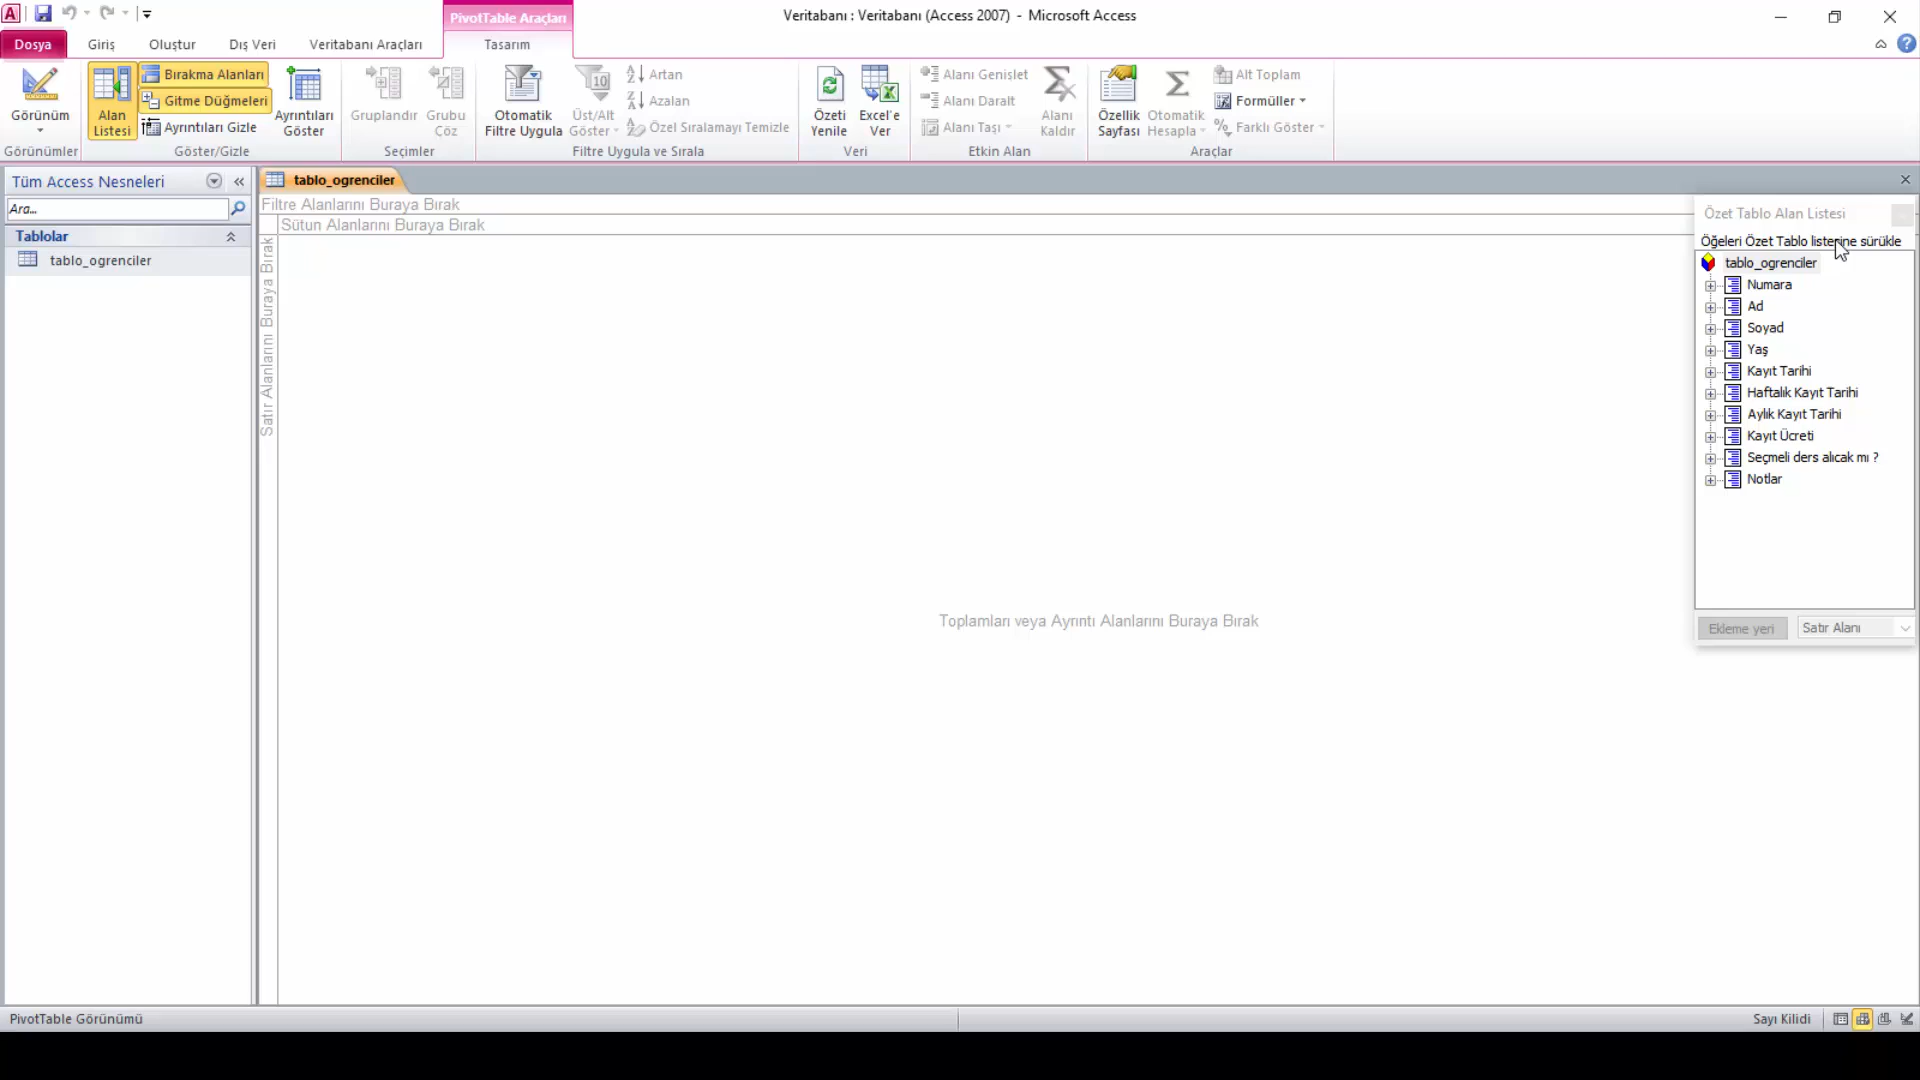 PivotTable Araçları
Veritabanı : Veritabanı (Access 2007) - Microsoft Access
Dosya
Giriş
Oluştur
Dış Veri
Veritabanı Araçları
Tasarım
Görünüm
Görünümler
Alan
Listesi
Bırakma Alanları
Gitme Düğmeleri
Ayrıntıları Gizle
Ayrıntıları
Göster
Göster/Gizle
Gruplandır
Grubu
Çöz
Seçimler
Otomatik
Filtre Uygula
Üst/Alt
Göster
Artan
Azalan
Özel Sıralamayı Temizle
Filtre Uygula ve Sırala
Özeti
Yenile
Excel'e
Ver
Veri
Alanı Genişlet
Alanı Daralt
Alanı Taşı
Alanı
Kaldır
Etkin Alan
Özellik
Sayfası
Otomatik
Hesapla
Alt Toplam
Formüller
Farklı Göster
Araçlar
Tüm Access Nesneleri
Ara...
Tablolar
tablo_ogrenciler
tablo_ogrenciler
Filtre Alanlarını Buraya Bırak
Sütun Alanlarını Buraya Bırak
Satır Alanlarını Buraya Bırak
Toplamları veya Ayrıntı Alanlarını Buraya Bırak
Özet Tablo Alan Listesi
Öğeleri Özet Tablo listesine sürükle
tablo_ogrenciler
Numara
Ad
Soyad
Yaş
Kayıt Tarihi
Haftalık Kayıt Tarihi
Aylık Kayıt Tarihi
Kayıt Ücreti
Seçmeli ders alıcak mı ?
Notlar
Ekleme yeri
Satır Alanı
PivotTable Görünümü
Sayı Kilidi